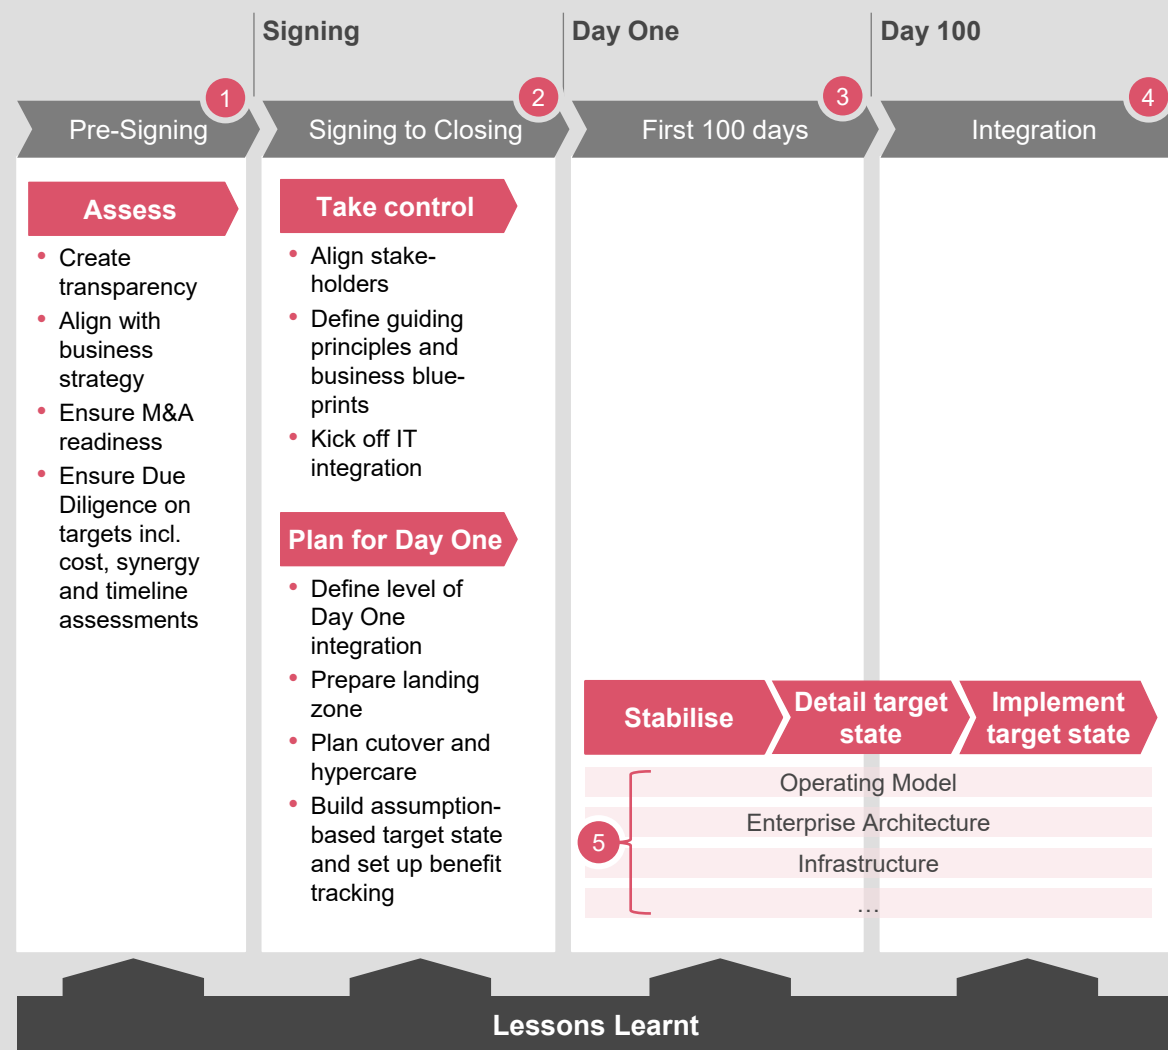 Signing
Day One
Day 100
1
2
3
4
Pre-Signing
Signing to Closing
First 100 days
Integration
Assess
• Create
transparency
• Align with
business
strategy
• Ensure M&A
readiness
• Ensure Due
Diligence on
targets incl.
cost, synergy
and timeline
assessments
Take control
• Align stake-
holders
• Define guiding
principles and
business blue-
prints
• Kick off IT
integration
Plan for Day One
• Define level of
Day One
integration
• Prepare landing
zone
• Plan cutover and
hypercare
• Build assumption-
based target state
and set up benefit
tracking
Stabilise
Detail target
state
Implement
target state
5
Operating Model
Enterprise Architecture
Infrastructure
…
Lessons Learnt